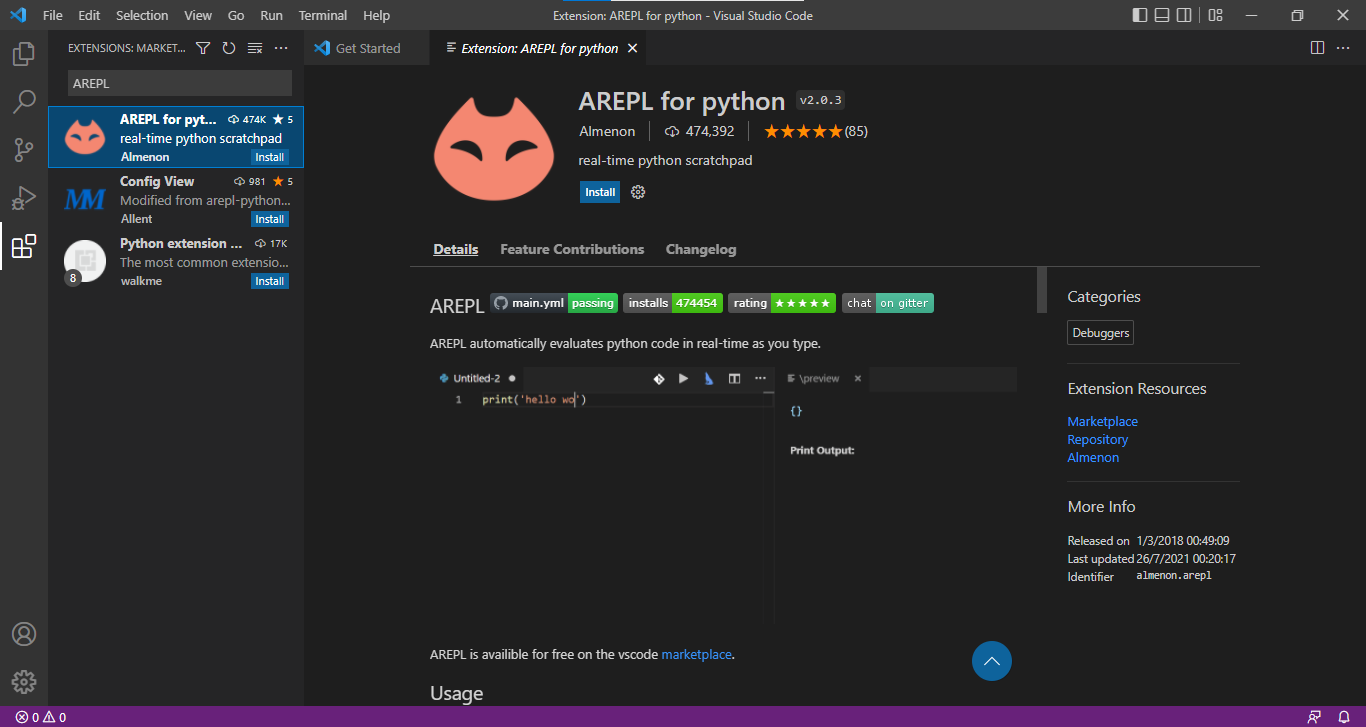 File Edit Selection View Go Run Terminal Help
Extension: AREPL for python - Visual Studio Code
EXTENSIONS: MARKET...
AREPL
AREPL for pyt... 474K ★ 5
real-time python scratchpad
Almenon Install
Config View 981 ★ 5
Modified from arepl-python...
Allent Install
Python extension ... 17K
The most common extensio...
8 walkme Install
Get Started
Extension: AREPL for python
AREPL for python v2.0.3
Almenon 474,392 ★★★★★(85)
real-time python scratchpad
Install
Details Feature Contributions Changelog
AREPL main.yml passing installs 474454 rating ★★★★★ chat on gitter
AREPL automatically evaluates python code in real-time as you type.
Untitled-2
1 print('hello wo')
\preview
{}
Print Output:
AREPL is availible for free on the vscode marketplace.
Usage
Categories
Debuggers
Extension Resources
Marketplace
Repository
Almenon
More Info
Released on 1/3/2018 00:49:09
Last updated 26/7/2021 00:20:17
Identifier almenon.arepl
0 0